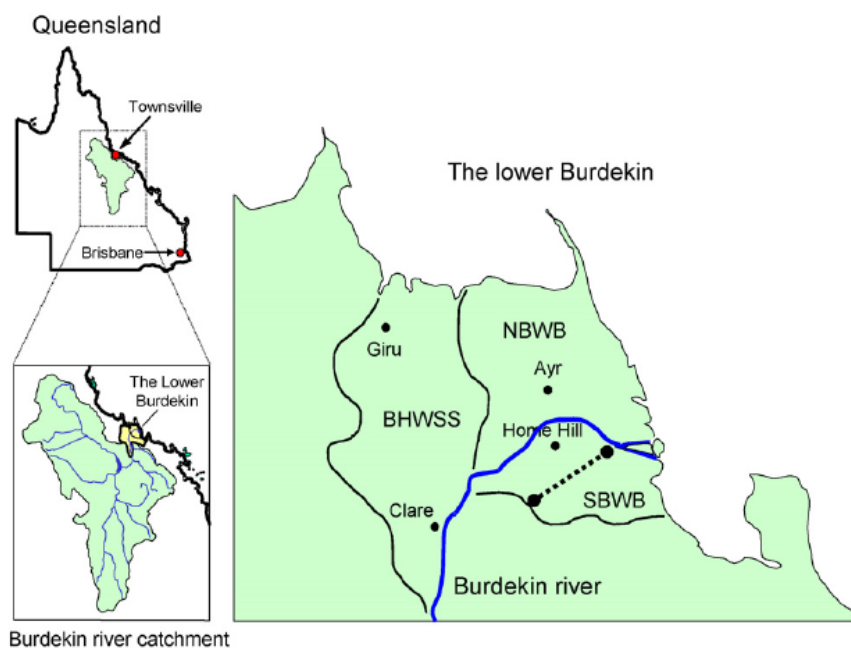 Queensland
Townsville
Brisbane
The Lower
Burdekin
Burdekin river catchment
The lower Burdekin
NBWB
Giru
Ayr
BHWSS
Home Hill
Clare
SBWB
Burdekin river